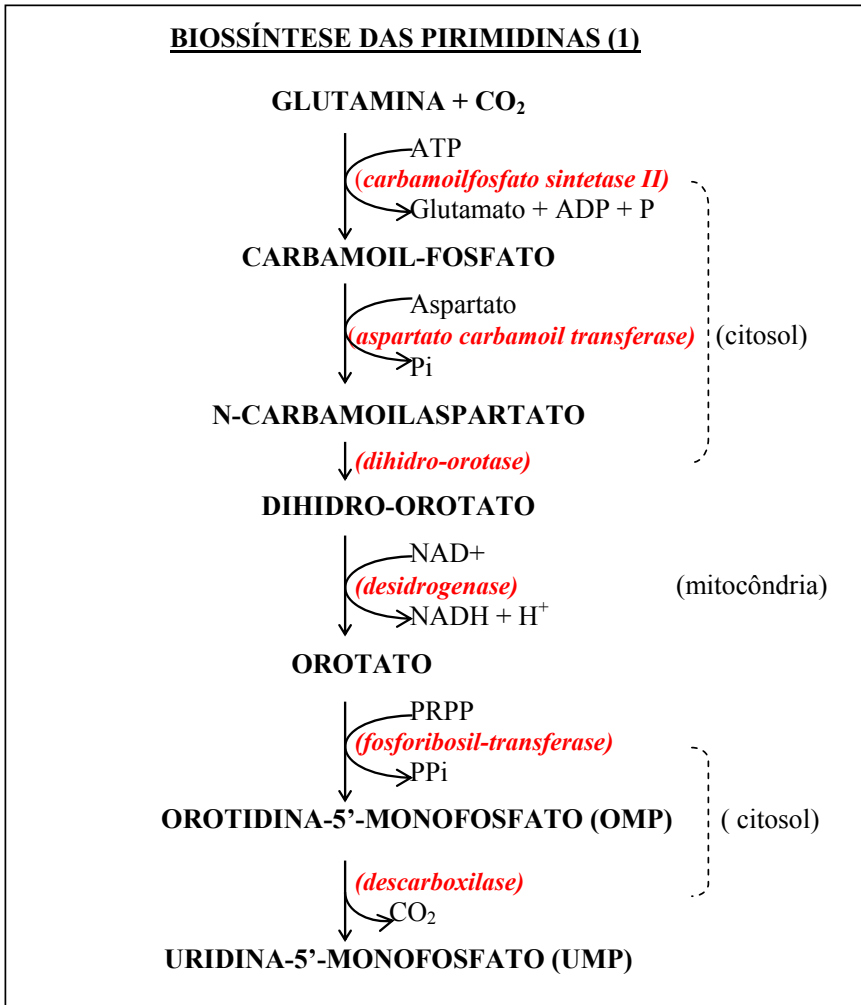 BIOSSÍNTESE DAS PIRIMIDINAS (1)
GLUTAMINA + CO₂
ATP
(carbamoilfosfato sintetase II)
Glutamato + ADP + P
CARBAMOIL-FOSFATO
Aspartato
(aspartato carbamoil transferase) (citosol)
Pi
N-CARBAMOILASPARTATO
(dihidro-orotase)
DIHIDRO-OROTATO
NAD+
(desidrogenase) (mitocôndria)
NADH + H⁺
OROTATO
PRPP
(fosforibosil-transferase)
PPi
OROTIDINA-5’-MONOFOSFATO (OMP) ( citosol)
(descarboxilase)
CO₂
URIDINA-5’-MONOFOSFATO (UMP)